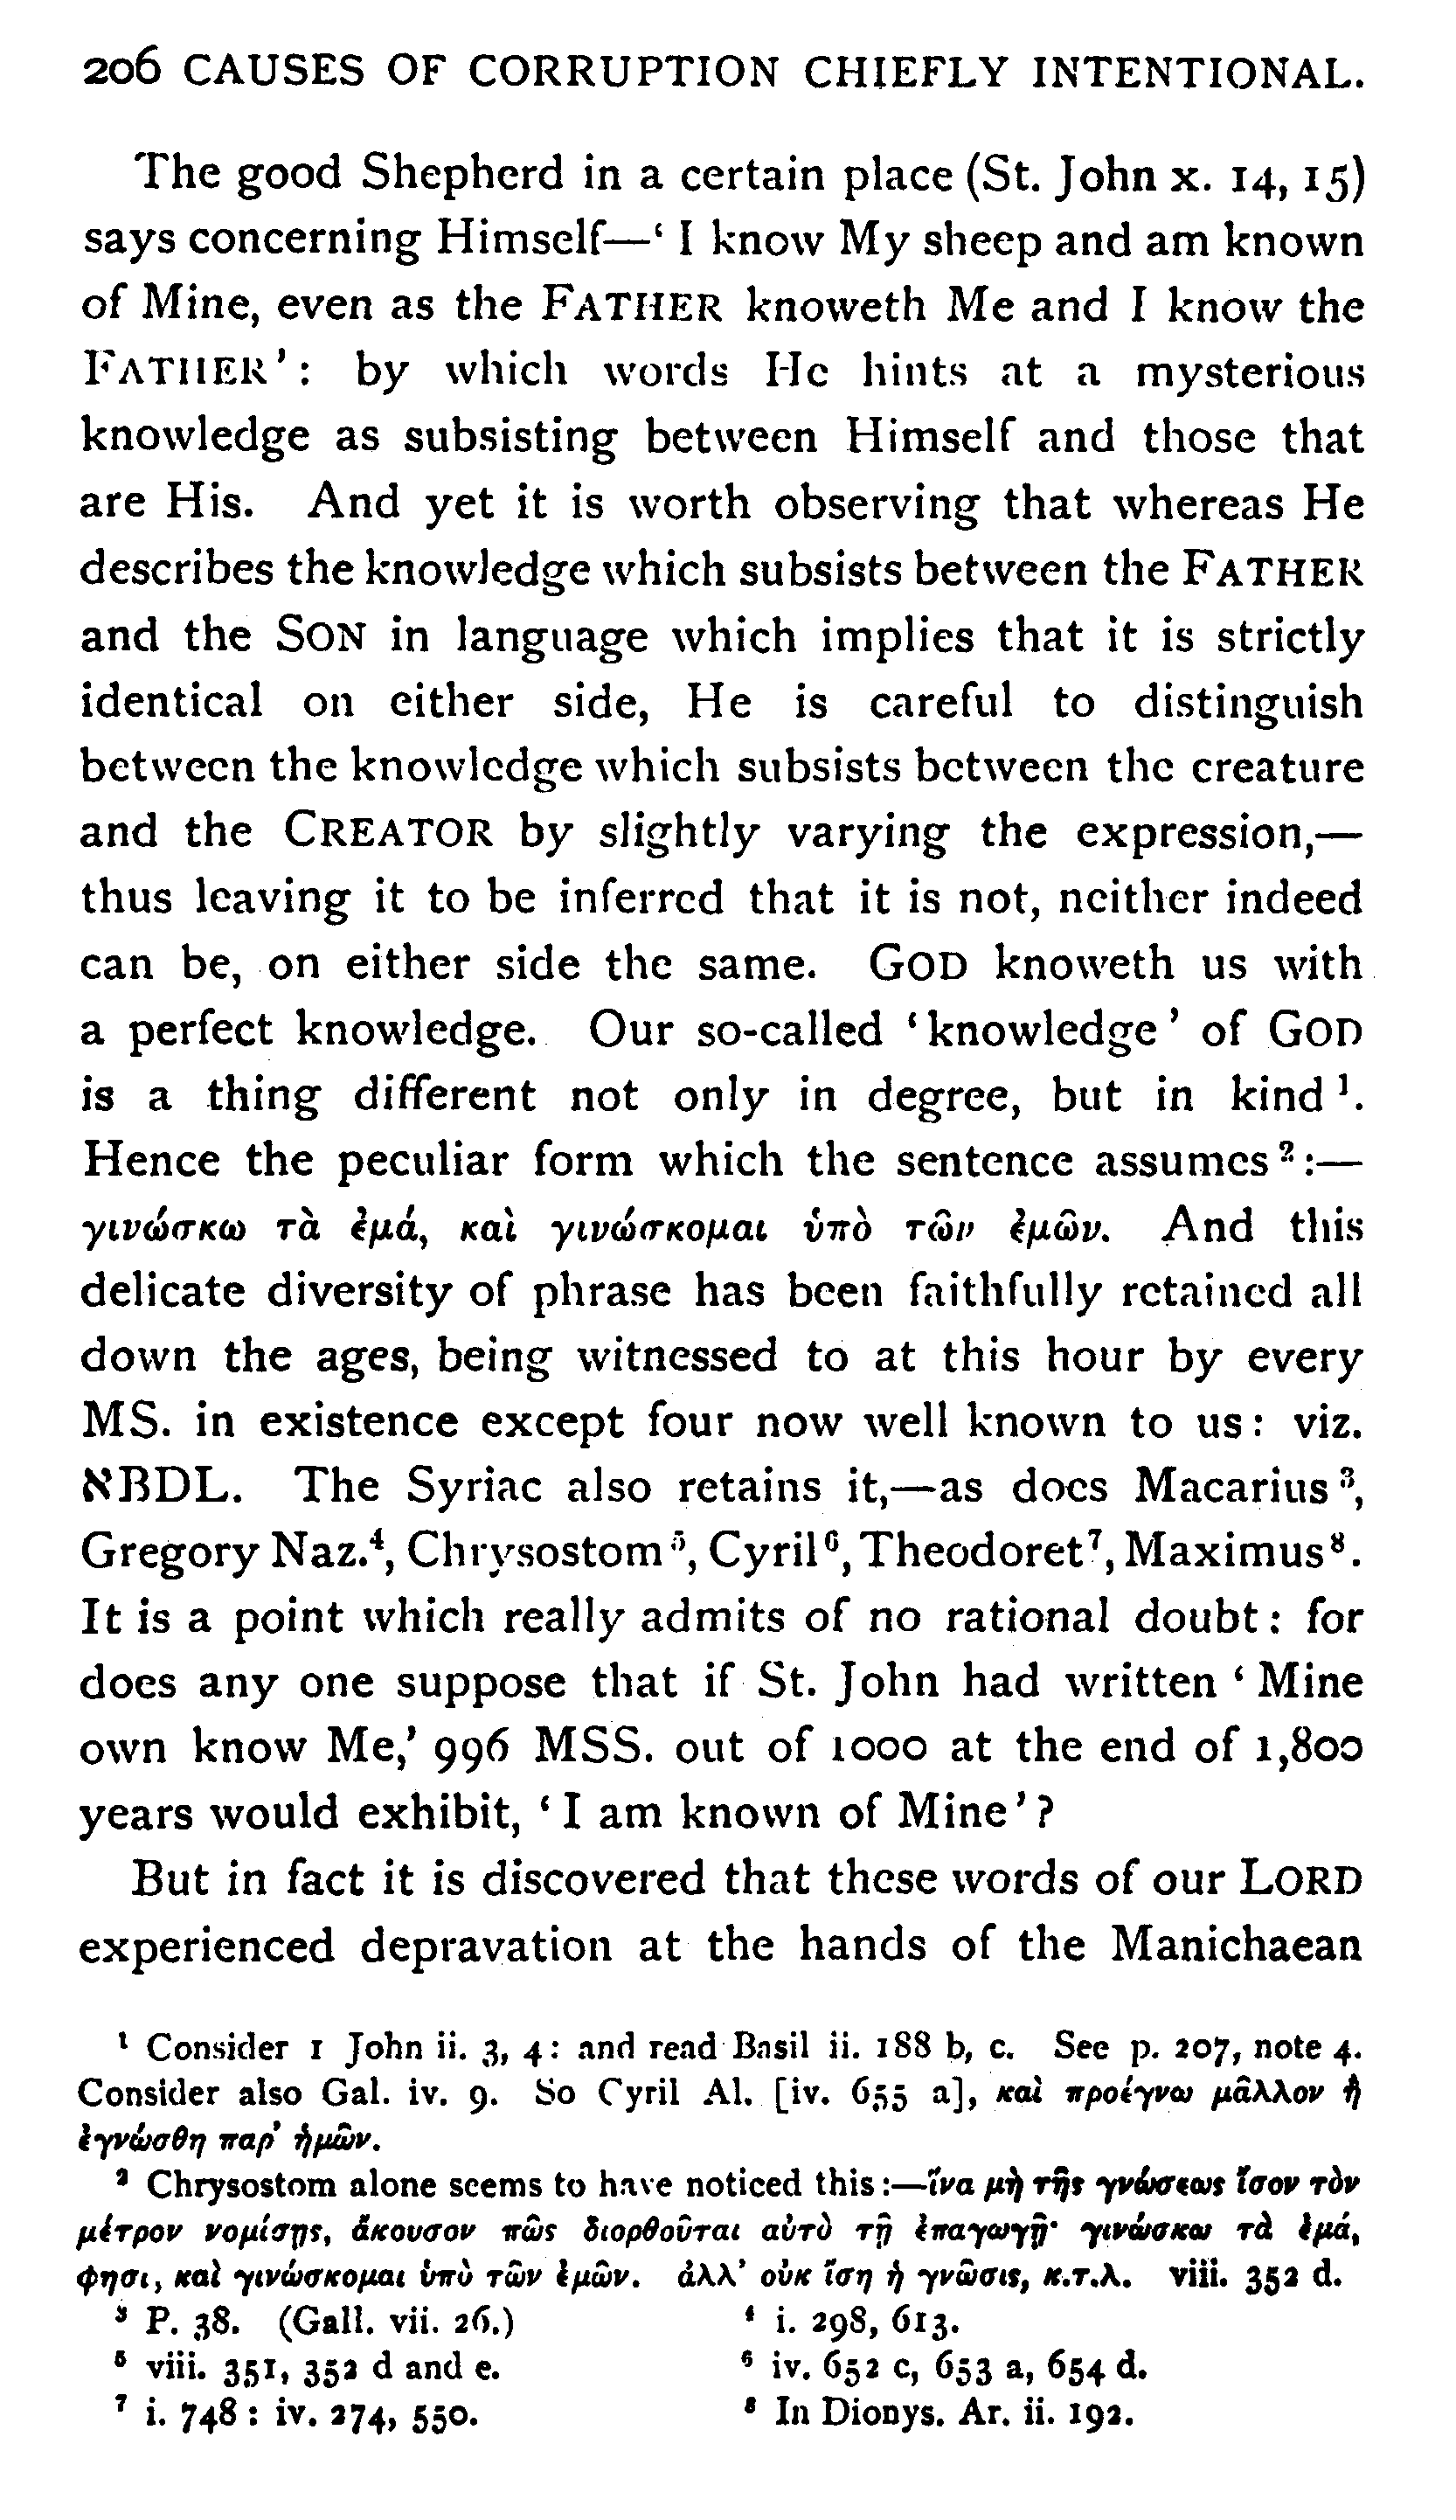 206 CAUSES OF CORRUPTION CHIEFLY INTENTIONAL.
The good Shepherd in a certain place (St. John x. 14, 15)
says concerning Himself—‘ I know My sheep and am known
of Mine, even as the FATHER knoweth Me and I know the
FATHER’: by which words He hints at a mysterious
knowledge as subsisting between Himself and those that
are His. And yet it is worth observing that whereas He
describes the knowledge which subsists between the FATHER
and the SON in language which implies that it is strictly
identical on either side, He is careful to distinguish
between the knowledge which subsists between the creature
and the CREATOR by slightly varying the expression,—
thus leaving it to be inferred that it is not, neither indeed
can be, on either side the same. GOD knoweth us with
a perfect knowledge. Our so-called ‘knowledge’ of GOD
is a thing different not only in degree, but in kind ¹.
Hence the peculiar form which the sentence assumes ²:—
γινώσκω τὰ ἐμά, καὶ γινώσκομαι ὑπὸ τῶν ἐμῶν. And this
delicate diversity of phrase has been faithfully retained all
down the ages, being witnessed to at this hour by every
MS. in existence except four now well known to us: viz.
אBDL. The Syriac also retains it,—as does Macarius ³,
Gregory Naz.⁴, Chrysostom ⁵, Cyril⁶, Theodoret⁷, Maximus⁸.
It is a point which really admits of no rational doubt: for
does any one suppose that if St. John had written ‘ Mine
own know Me,’ 996 MSS. out of 1000 at the end of 1,800
years would exhibit, ‘ I am known of Mine’?
But in fact it is discovered that these words of our LORD
experienced depravation at the hands of the Manichaean
¹ Consider 1 John ii. 3, 4: and read Basil ii. 188 b, c. See p. 207, note 4.
Consider also Gal. iv. 9. So Cyril Al. [iv. 655 a], καὶ προέγνω μᾶλλον ἢ
ἐγνώσθη παρ’ ἡμῶν.
² Chrysostom alone seems to have noticed this:—ἵνα μὴ τῆς γνώσεως ἴσον τὸν
μέτρον νομίσῃς, ἄκουσον πῶς διορθοῦται αὐτὸ τῇ ἐπαγωγῇ· γινώσκω τὰ ἐμά,
φησι, καὶ γινώσκομαι ὑπὸ τῶν ἐμῶν. ἀλλ’ οὐκ ἴση ἡ γνῶσις, κ.τ.λ. viii. 352 d.
³ P. 38. (Gall. vii. 26.) ⁴ i. 298, 613.
⁵ viii. 351, 352 d and e. ⁶ iv. 652 c, 653 a, 654 d.
⁷ i. 748: iv. 274, 550. ⁸ In Dionys. Ar. ii. 192.